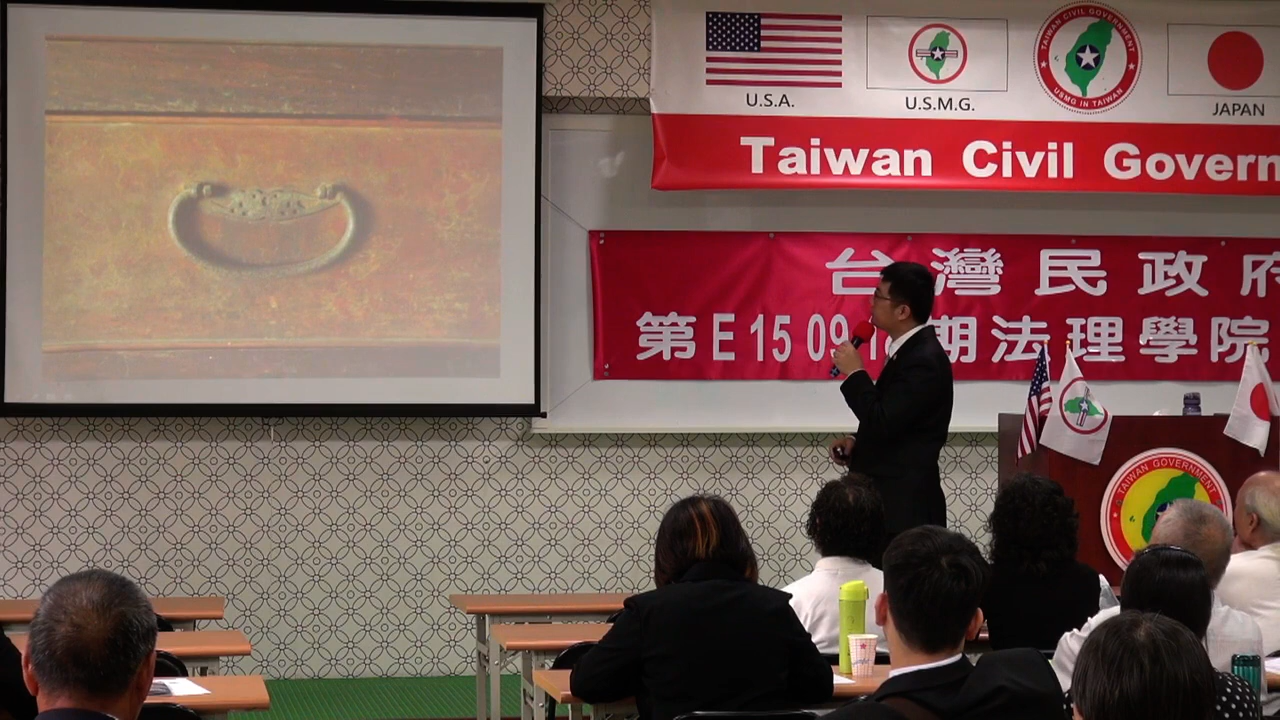 U.S.A.
U.S.M.G.
TAIWAN CIVIL GOVERNMENT
USMG IN TAIWAN
JAPAN
Taiwan Civil Govern
台灣民政府
第E 15 09 期法理學院
TAIWAN GOVERNMENT